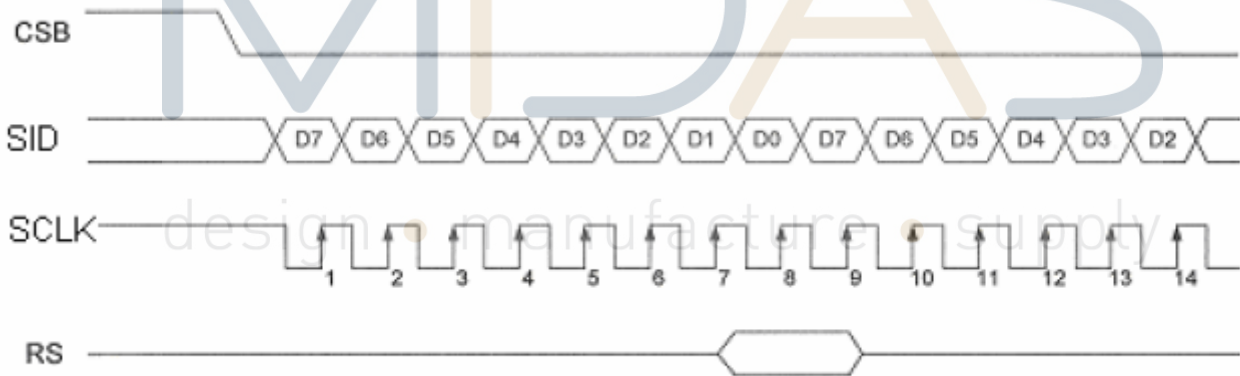 MIDAS
CSB
SID D7 D6 D5 D4 D3 D2 D1 D0 D7 D6 D5 D4 D3 D2
design • manufacture • supply
SCLK
1 2 3 4 5 6 7 8 9 10 11 12 13 14
RS